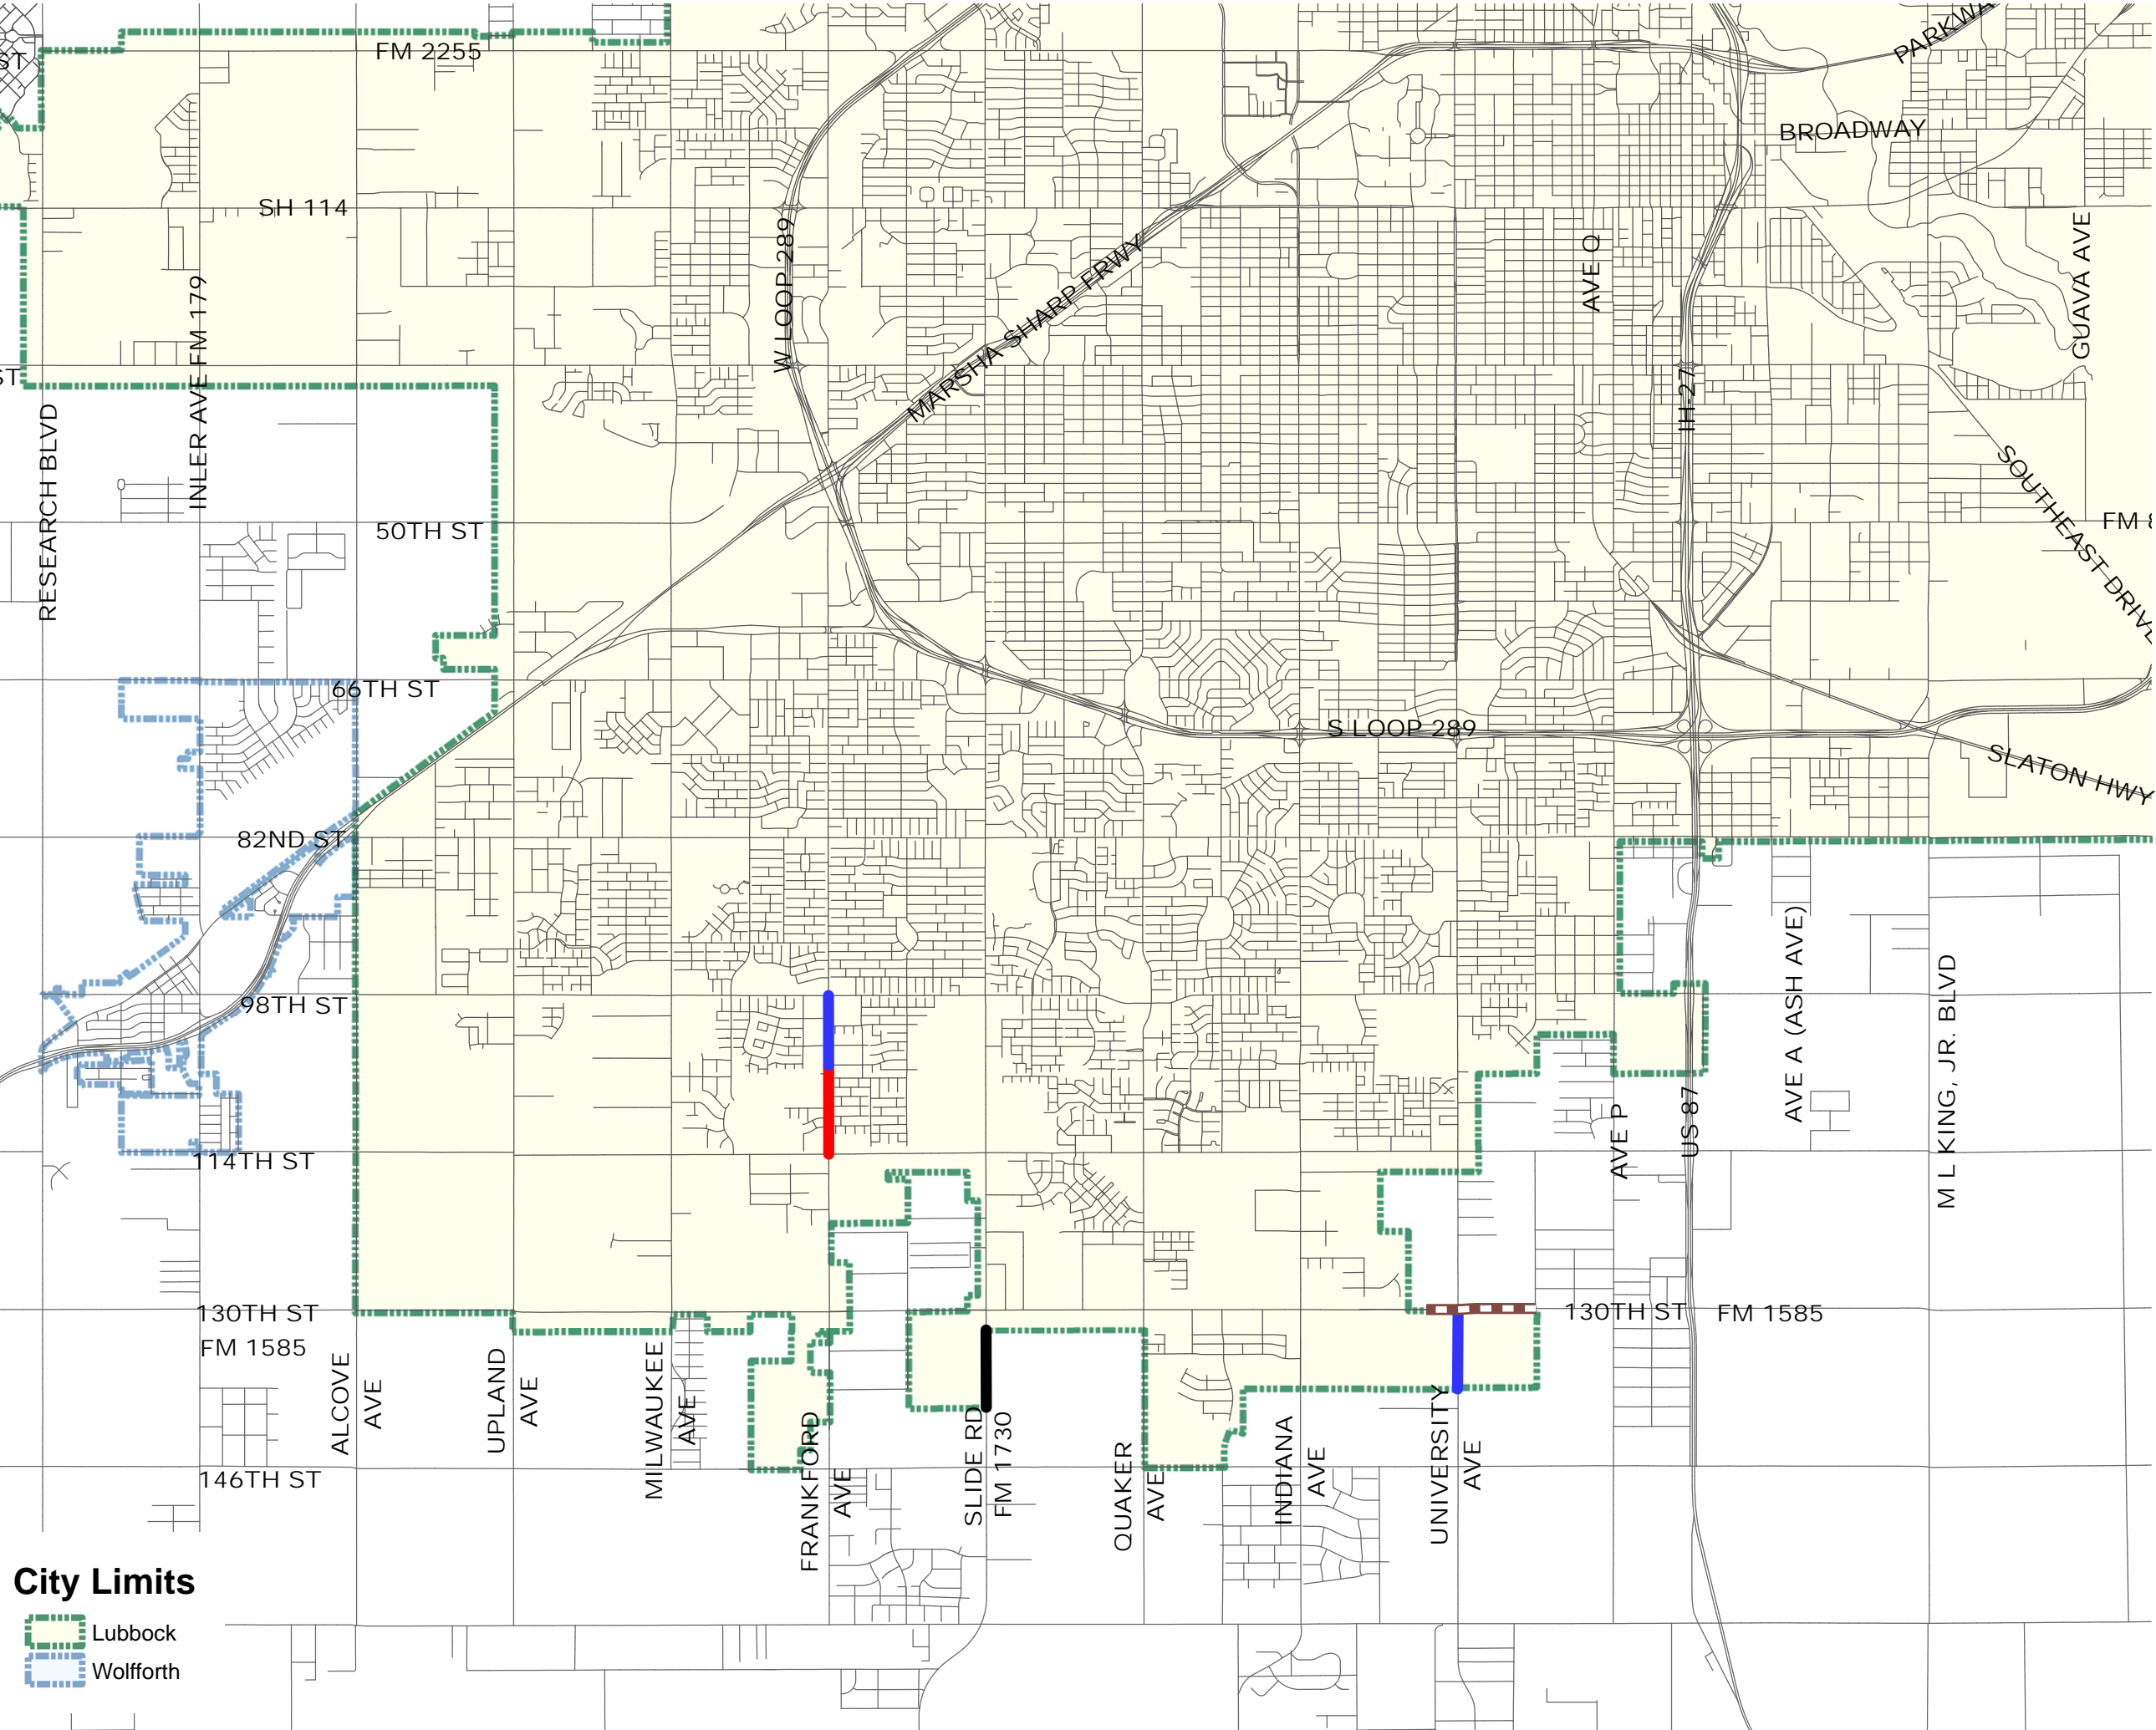 PARKWA
ST
FM 2255
BROADWAY
SH 114
W LOOP 289
MARSHA SHARP FRWY
AVE Q
GUAVA AVE
INLER AVE FM 179
ST
IH-27
RESEARCH BLVD
50TH ST
FM 8
SOUTHEAST DRIVE
66TH ST
S LOOP 289
SLATON HWY
82ND ST
98TH ST
AVE A (ASH AVE)
M L KING, JR. BLVD
US 87
AVE P
114TH ST
130TH ST
FM 1585
130TH ST
FM 1585
ALCOVE
AVE
UPLAND
AVE
MILWAUKEE
AVE
FRANKFORD
AVE
SLIDE RD
FM 1730
QUAKER
AVE
INDIANA
AVE
UNIVERSITY
AVE
146TH ST
City Limits
Lubbock
Wolfforth